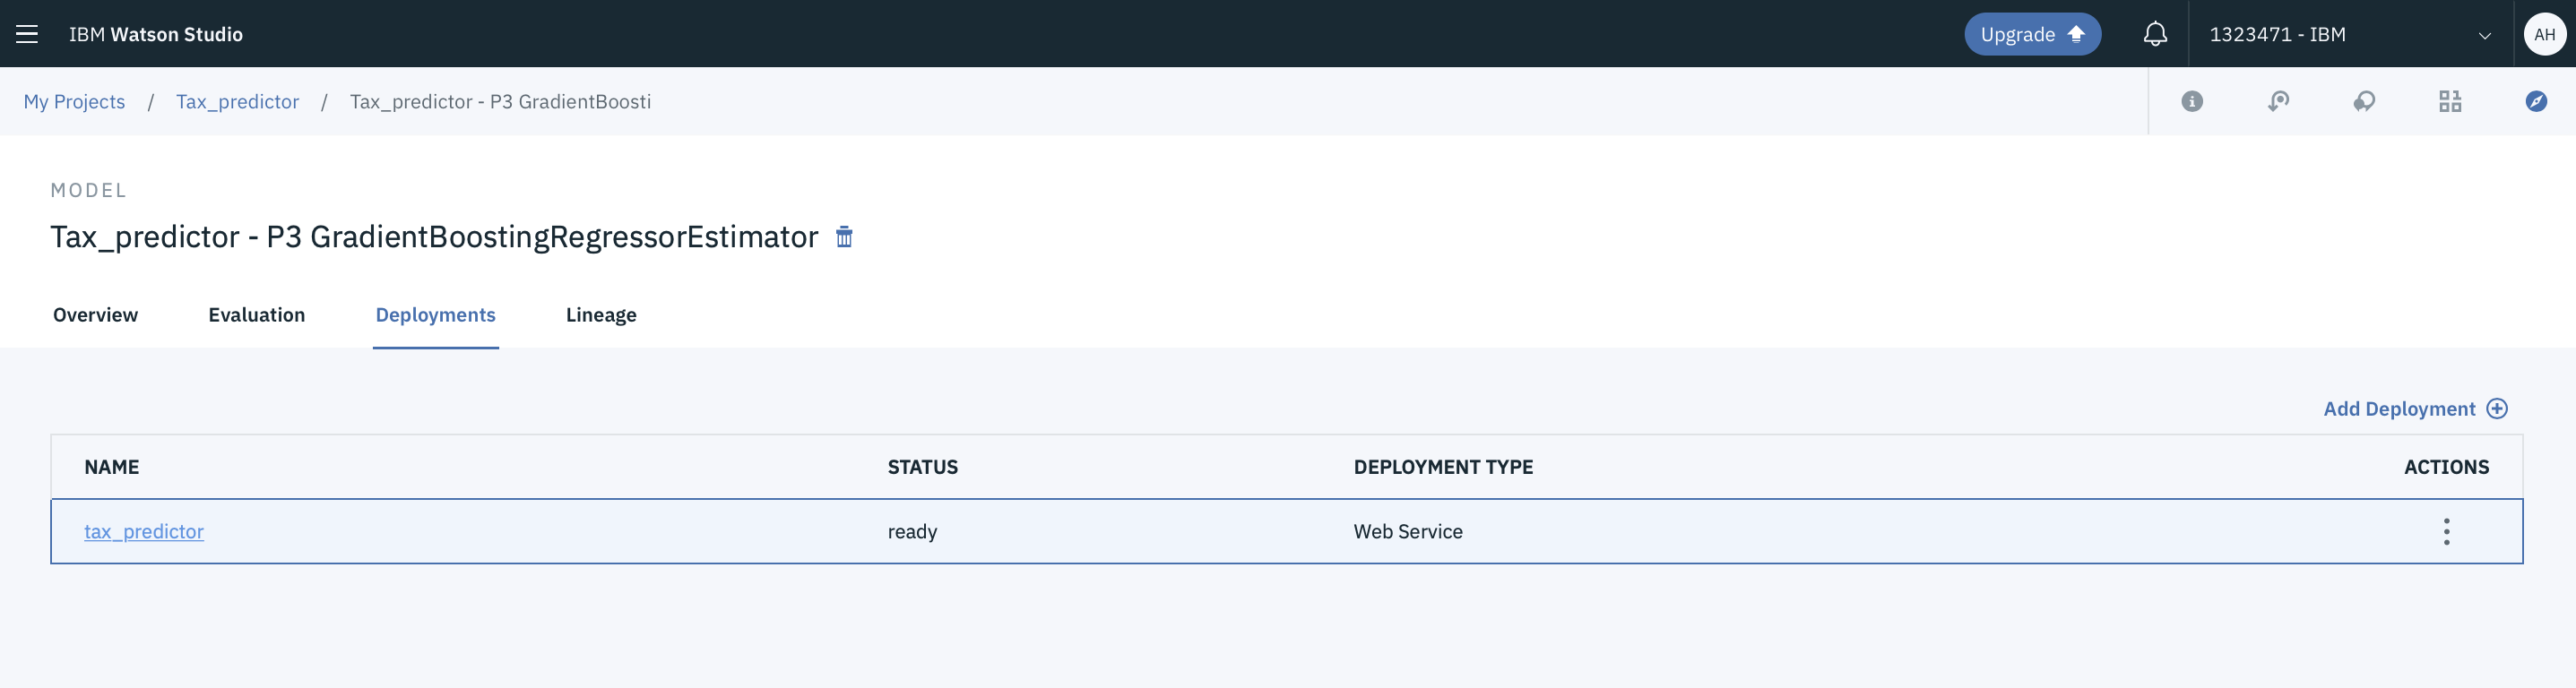 IBM Watson Studio
Upgrade
1323471 - IBM
AH
My Projects / Tax_predictor / Tax_predictor - P3 GradientBoosti
MODEL
Tax_predictor - P3 GradientBoostingRegressorEstimator
Overview Evaluation Deployments Lineage
Add Deployment
NAME STATUS DEPLOYMENT TYPE ACTIONS
tax_predictor ready Web Service